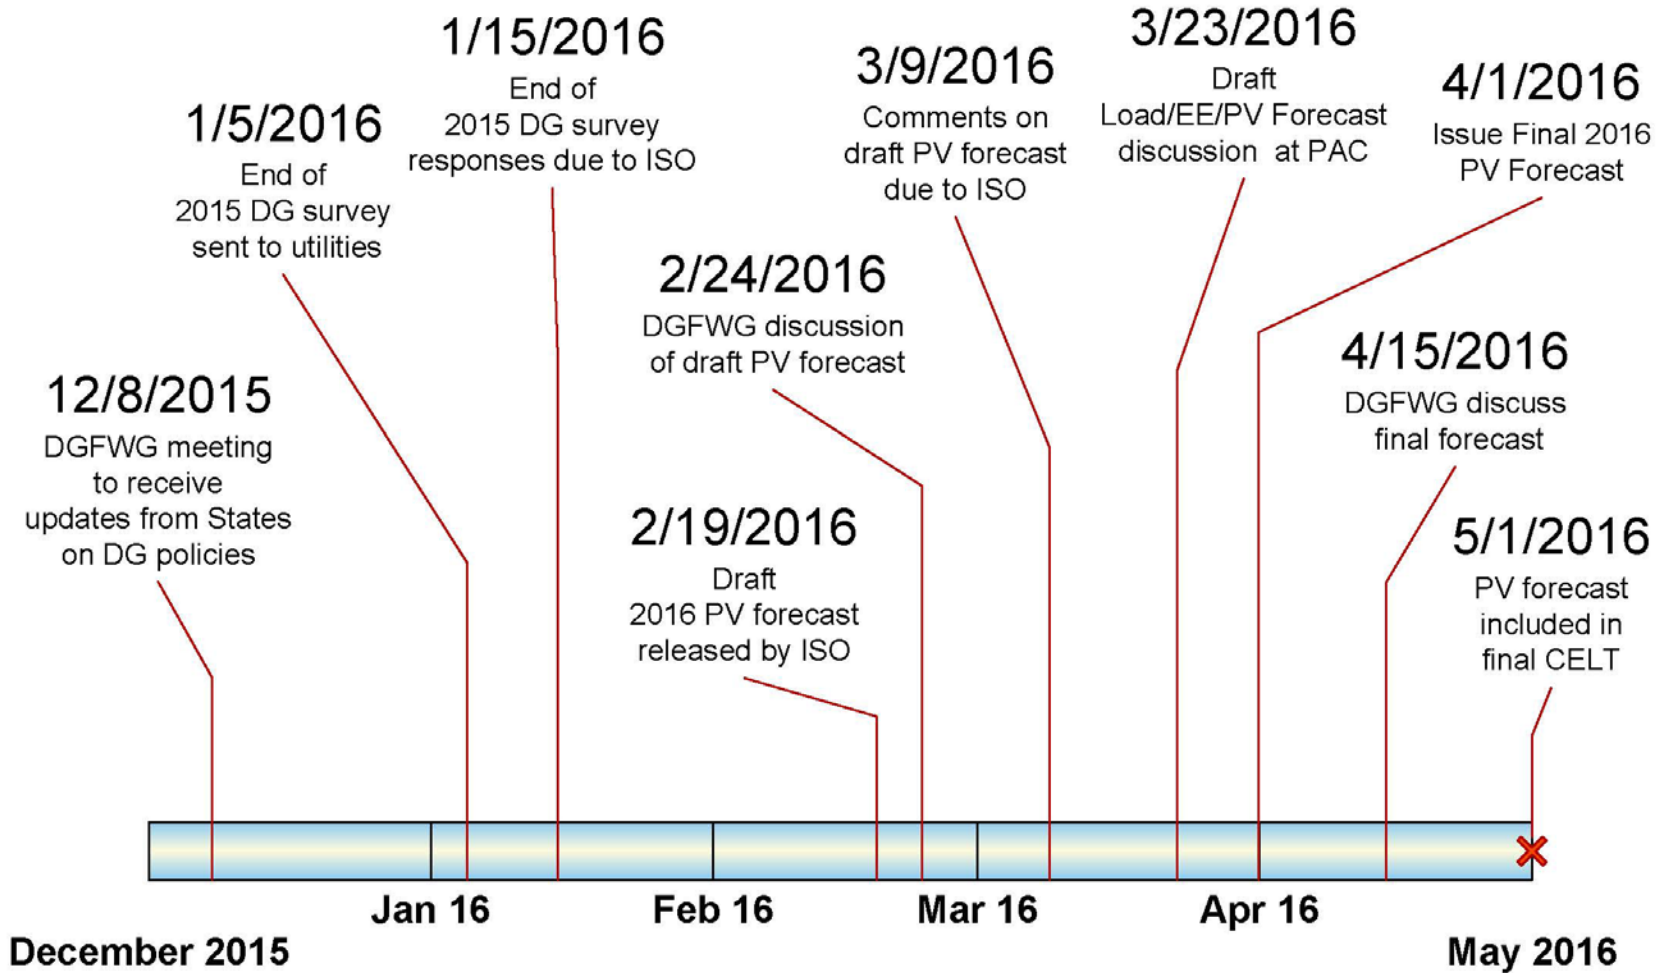 12/8/2015
DGFWG meeting
to receive
updates from States
on DG policies
1/5/2016
End of
2015 DG survey
sent to utilities
1/15/2016
End of
2015 DG survey
responses due to ISO
2/19/2016
Draft
2016 PV forecast
released by ISO
2/24/2016
DGFWG discussion
of draft PV forecast
3/9/2016
Comments on
draft PV forecast
due to ISO
3/23/2016
Draft
Load/EE/PV Forecast
discussion at PAC
4/1/2016
Issue Final 2016
PV Forecast
4/15/2016
DGFWG discuss
final forecast
5/1/2016
PV forecast
included in
final CELT
Jan 16
Feb 16
Mar 16
Apr 16
December 2015
May 2016